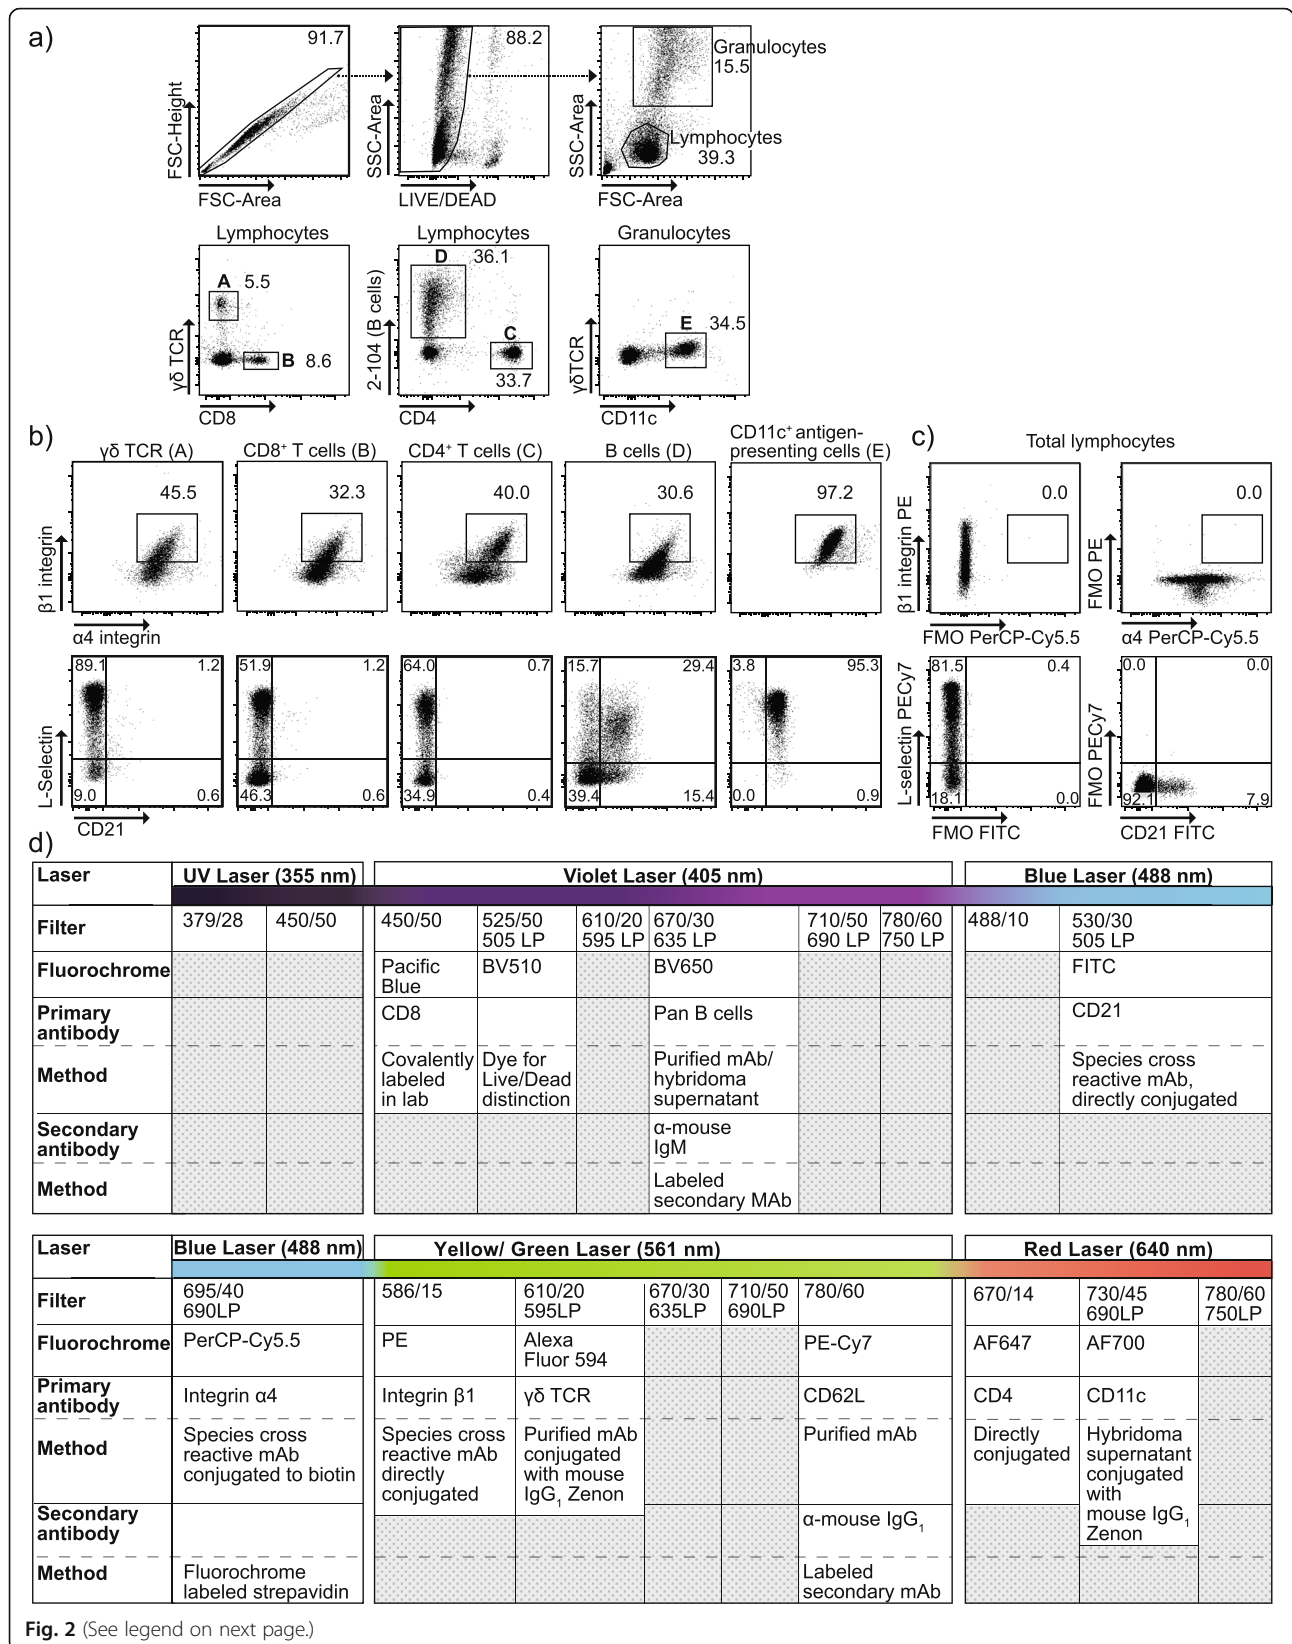 a)
91.7
FSC-Height
FSC-Area
88.2
SSC-Area
LIVE/DEAD
Granulocytes
15.5
Lymphocytes
39.3
SSC-Area
FSC-Area
Lymphocytes
A
5.5
B
8.6
γδ TCR
CD8
Lymphocytes
D
36.1
C
33.7
2-104 (B cells)
CD4
Granulocytes
E
34.5
γδTCR
CD11c
b)
γδ TCR (A)
CD8⁺ T cells (B)
CD4⁺ T cells (C)
B cells (D)
CD11c⁺ antigen-
presenting cells (E)
45.5
32.3
40.0
30.6
97.2
β1 integrin
α4 integrin
89.1
1.2
9.0
0.6
51.9
1.2
46.3
0.6
64.0
0.7
34.9
0.4
15.7
29.4
39.4
15.4
3.8
95.3
0.0
0.9
L-Selectin
CD21
c)
Total lymphocytes
0.0
β1 integrin PE
FMO PerCP-Cy5.5
0.0
FMO PE
α4 PerCP-Cy5.5
81.5
0.4
18.1
0.0
L-selectin PECy7
FMO FITC
0.0
0.0
92.1
7.9
FMO PECy7
CD21 FITC
d)
Laser
UV Laser (355 nm)
Violet Laser (405 nm)
Blue Laser (488 nm)
Filter
379/28
450/50
450/50
525/50
505 LP
610/20
595 LP
670/30
635 LP
710/50
690 LP
780/60
750 LP
488/10
530/30
505 LP
Fluorochrome
Pacific
Blue
BV510
BV650
FITC
Primary
antibody
CD8
Pan B cells
CD21
Method
Covalently
labeled
in lab
Dye for
Live/Dead
distinction
Purified mAb/
hybridoma
supernatant
Species cross
reactive mAb,
directly conjugated
Secondary
antibody
α-mouse
IgM
Method
Labeled
secondary MAb
Laser
Blue Laser (488 nm)
Yellow/ Green Laser (561 nm)
Red Laser (640 nm)
Filter
695/40
690LP
586/15
610/20
595LP
670/30
635LP
710/50
690LP
780/60
670/14
730/45
690LP
780/60
750LP
Fluorochrome
PerCP-Cy5.5
PE
Alexa
Fluor 594
PE-Cy7
AF647
AF700
Primary
antibody
Integrin α4
Integrin β1
γδ TCR
CD62L
CD4
CD11c
Method
Species cross
reactive mAb
conjugated to biotin
Species cross
reactive mAb
directly
conjugated
Purified mAb
conjugated
with mouse
IgG₁ Zenon
Purified mAb
Directly
conjugated
Hybridoma
supernatant
conjugated
with
mouse IgG₁
Zenon
Secondary
antibody
α-mouse IgG₁
Method
Fluorochrome
labeled strepavidin
Labeled
secondary mAb
Fig. 2 (See legend on next page.)